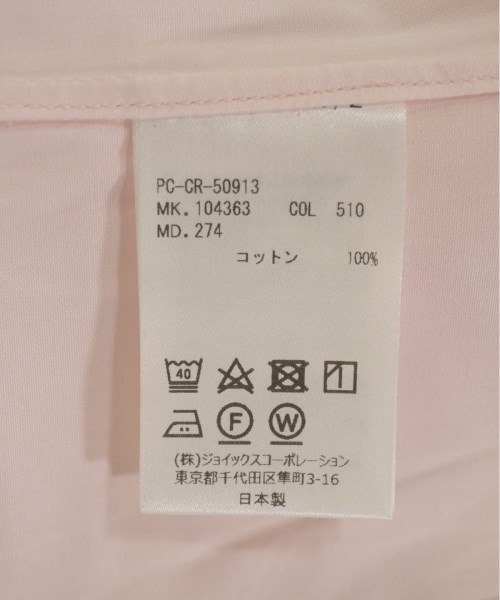 PC-CR-50913
MK. 104363 COL 510
MD. 274
コットン 100%
40
F W
(株)ジョイックスコーポレーション
東京都千代田区隼町3-16
日本製